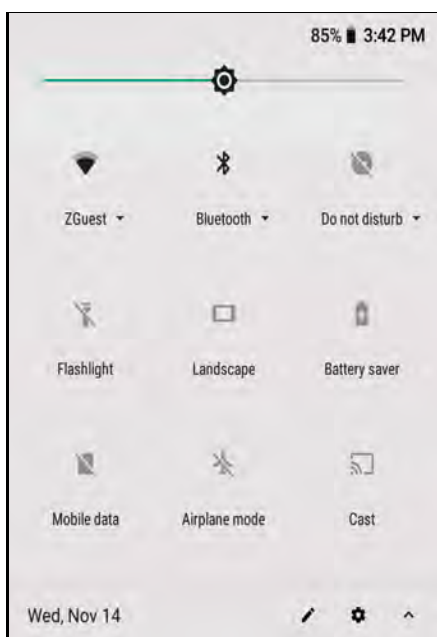 85% 3:42 PM
ZGuest Bluetooth Do not disturb
Flashlight Landscape Battery saver
Mobile data Airplane mode Cast
Wed, Nov 14